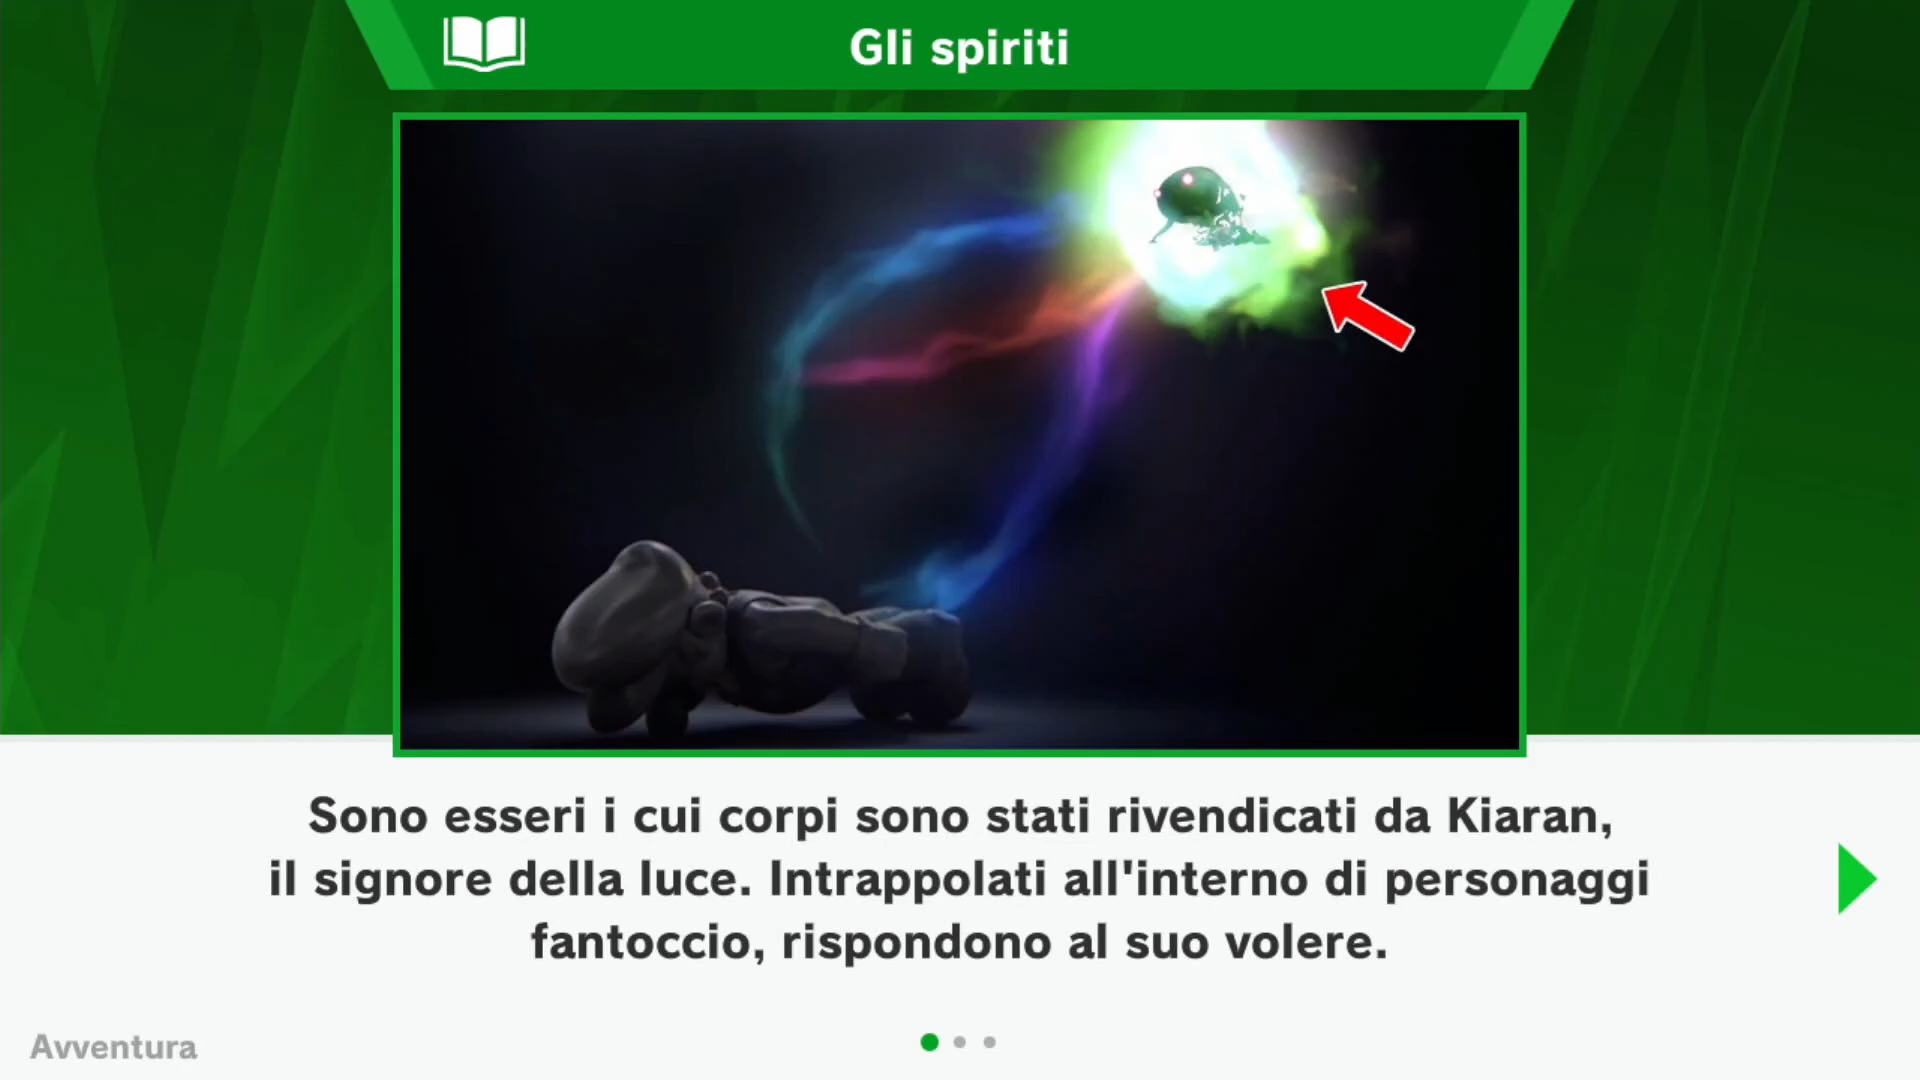 Gli spiriti
Sono esseri i cui corpi sono stati rivendicati da Kiaran,
il signore della luce. Intrappolati all'interno di personaggi
fantoccio, rispondono al suo volere.
Avventura